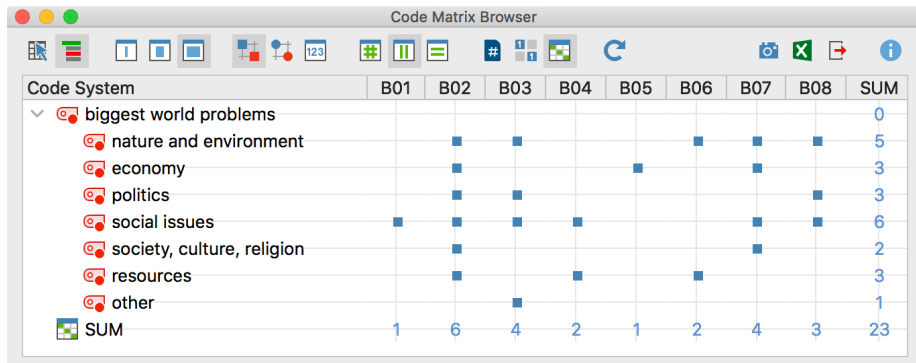 Code Matrix Browser
123 # # 1 1 i
Code System B01 B02 B03 B04 B05 B06 B07 B08 SUM
biggest world problems 0
nature and environment 5
economy 3
politics 3
social issues 6
society, culture, religion 2
resources 3
other 1
SUM 1 6 4 2 1 2 4 3 23